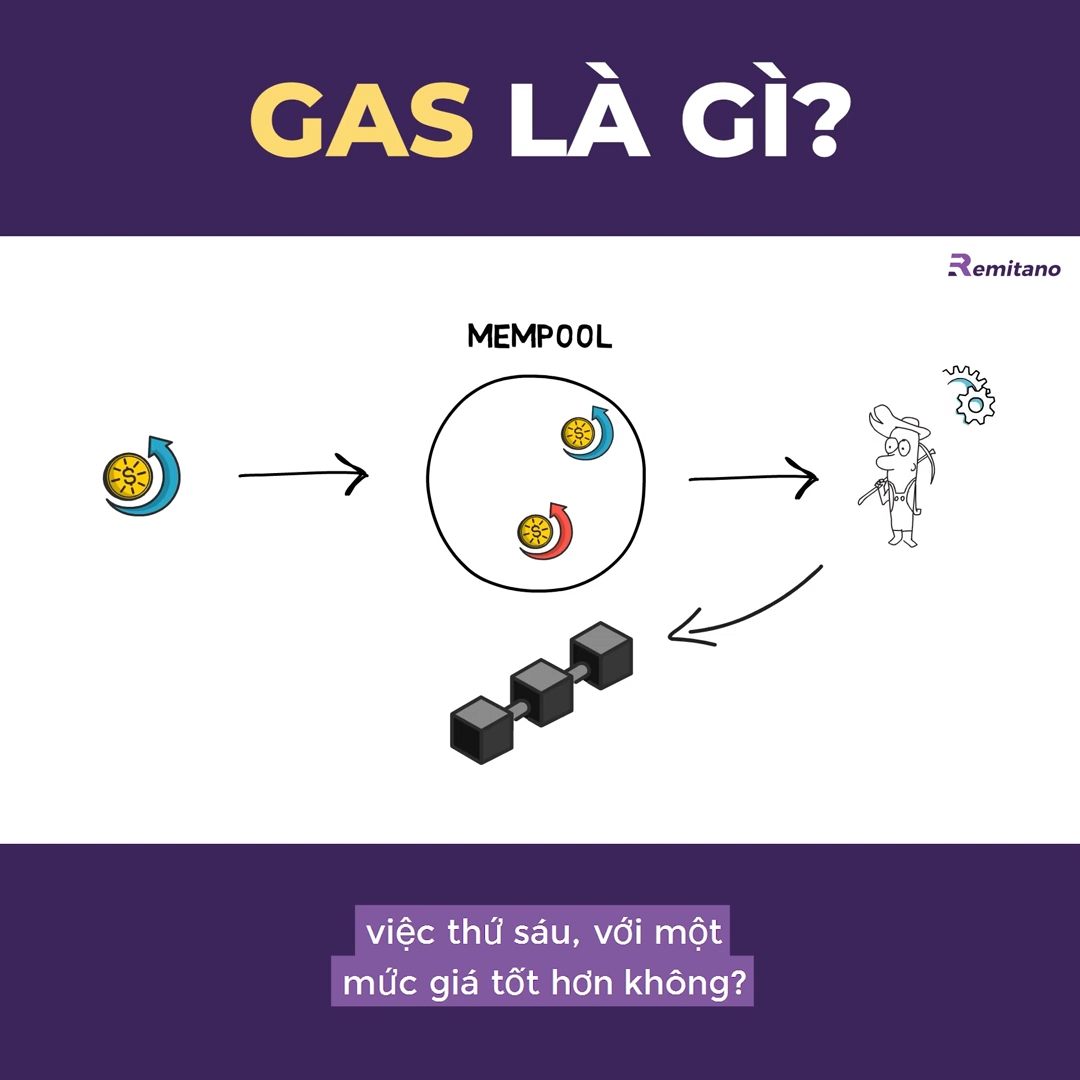 GAS LÀ GÌ?
Remitano
MEMPOOL
việc thứ sáu, với một
mức giá tốt hơn không?